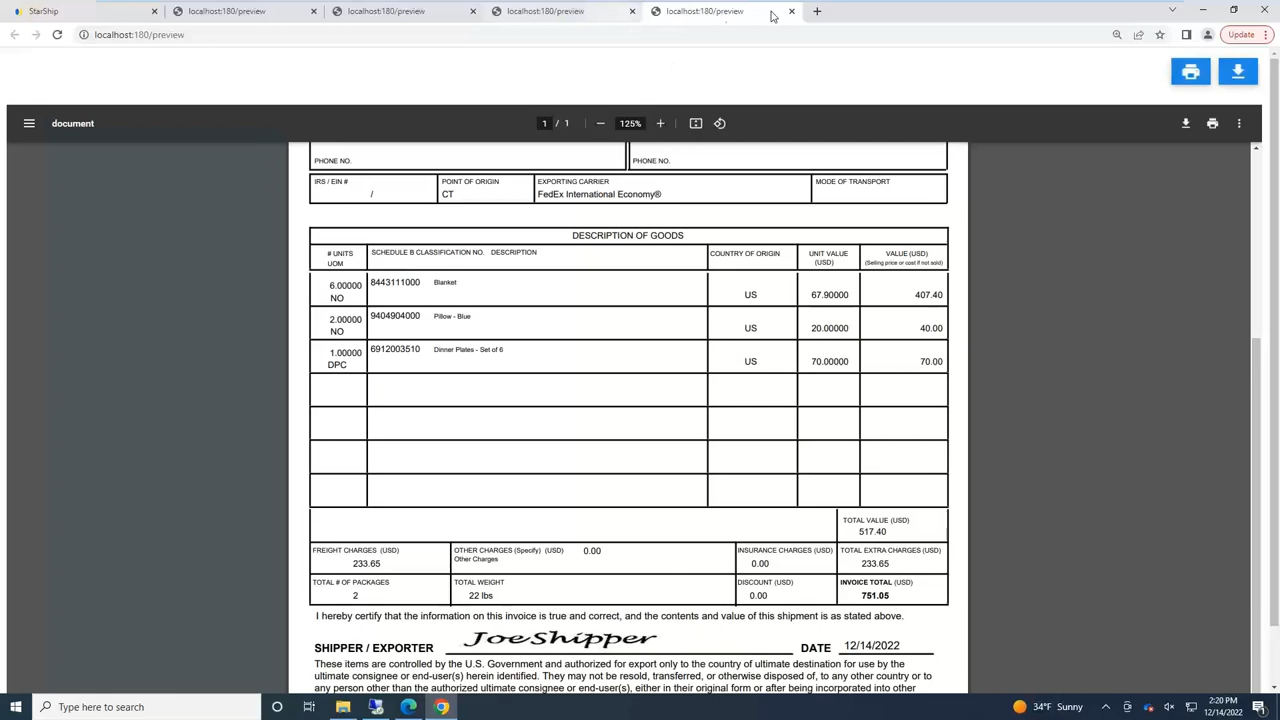 StarShip
localhost:180/preview
localhost:180/preview
localhost:180/preview
localhost:180/preview
localhost:180/preview
Update
document
1 / 1
125%
PHONE NO.
PHONE NO.
IRS / EIN #
/
POINT OF ORIGIN
CT
EXPORTING CARRIER
FedEx International Economy®
MODE OF TRANSPORT
DESCRIPTION OF GOODS
# UNITS
UOM
SCHEDULE B CLASSIFICATION NO. DESCRIPTION
COUNTRY OF ORIGIN
UNIT VALUE
(USD)
VALUE (USD)
(Selling price or cost if not sold)
6.00000
NO
8443111000 Blanket
US
67.90000
407.40
2.00000
NO
9404904000 Pillow - Blue
US
20.00000
40.00
1.00000
DPC
6912003510 Dinner Plates - Set of 6
US
70.00000
70.00
TOTAL VALUE (USD)
517.40
FREIGHT CHARGES (USD)
233.65
OTHER CHARGES (Specify) (USD) 0.00
Other Charges
INSURANCE CHARGES (USD)
0.00
TOTAL EXTRA CHARGES (USD)
233.65
TOTAL # OF PACKAGES
2
TOTAL WEIGHT
22 lbs
DISCOUNT (USD)
0.00
INVOICE TOTAL (USD)
751.05
I hereby certify that the information on this invoice is true and correct, and the contents and value of this shipment is as stated above.
SHIPPER / EXPORTER Joe Shipper DATE 12/14/2022
These items are controlled by the U.S. Government and authorized for export only to the country of ultimate destination for use by the
ultimate consignee or end-user(s) herein identified. They may not be resold, transferred, or otherwise disposed of, to any other country or to
any person other than the authorized ultimate consignee or end-user(s), either in their original form or after being incorporated into other
Type here to search
34°F Sunny
2:20 PM
12/14/2022